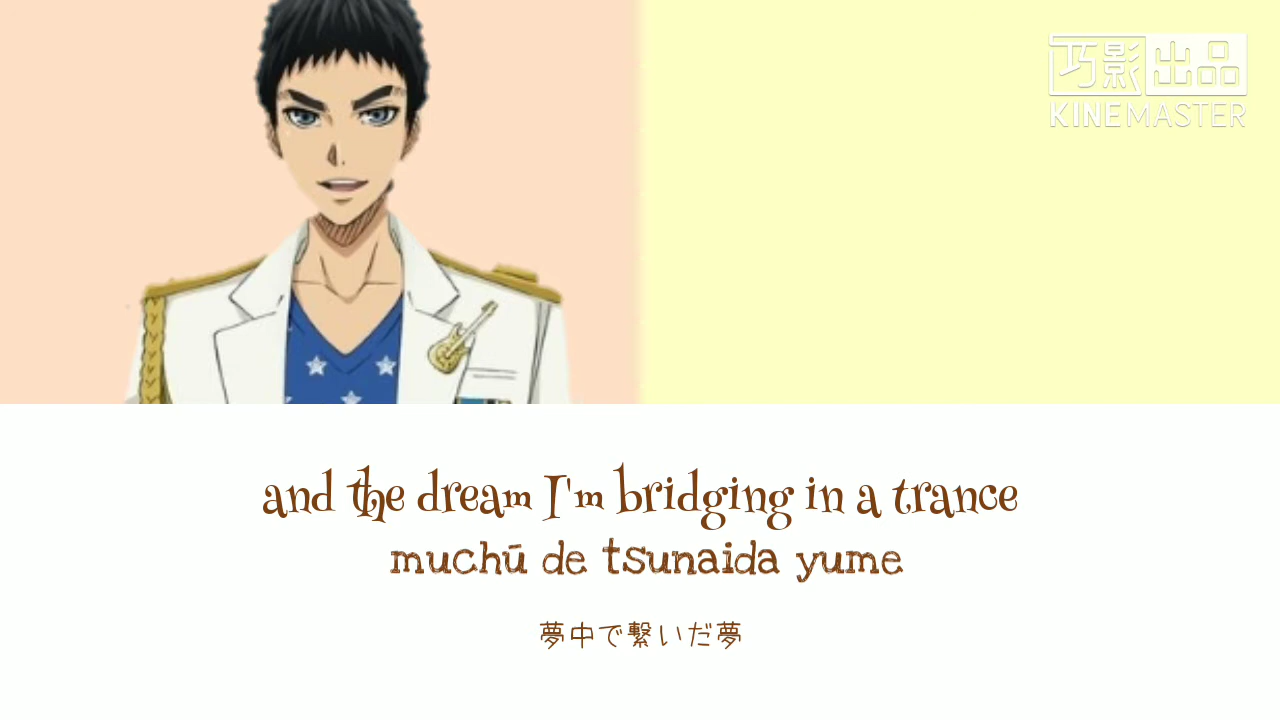 巧影出品
KINEMASTER
and the dream I'm bridging in a trance
muchū de tsunaida yume
夢中で繋いだ夢